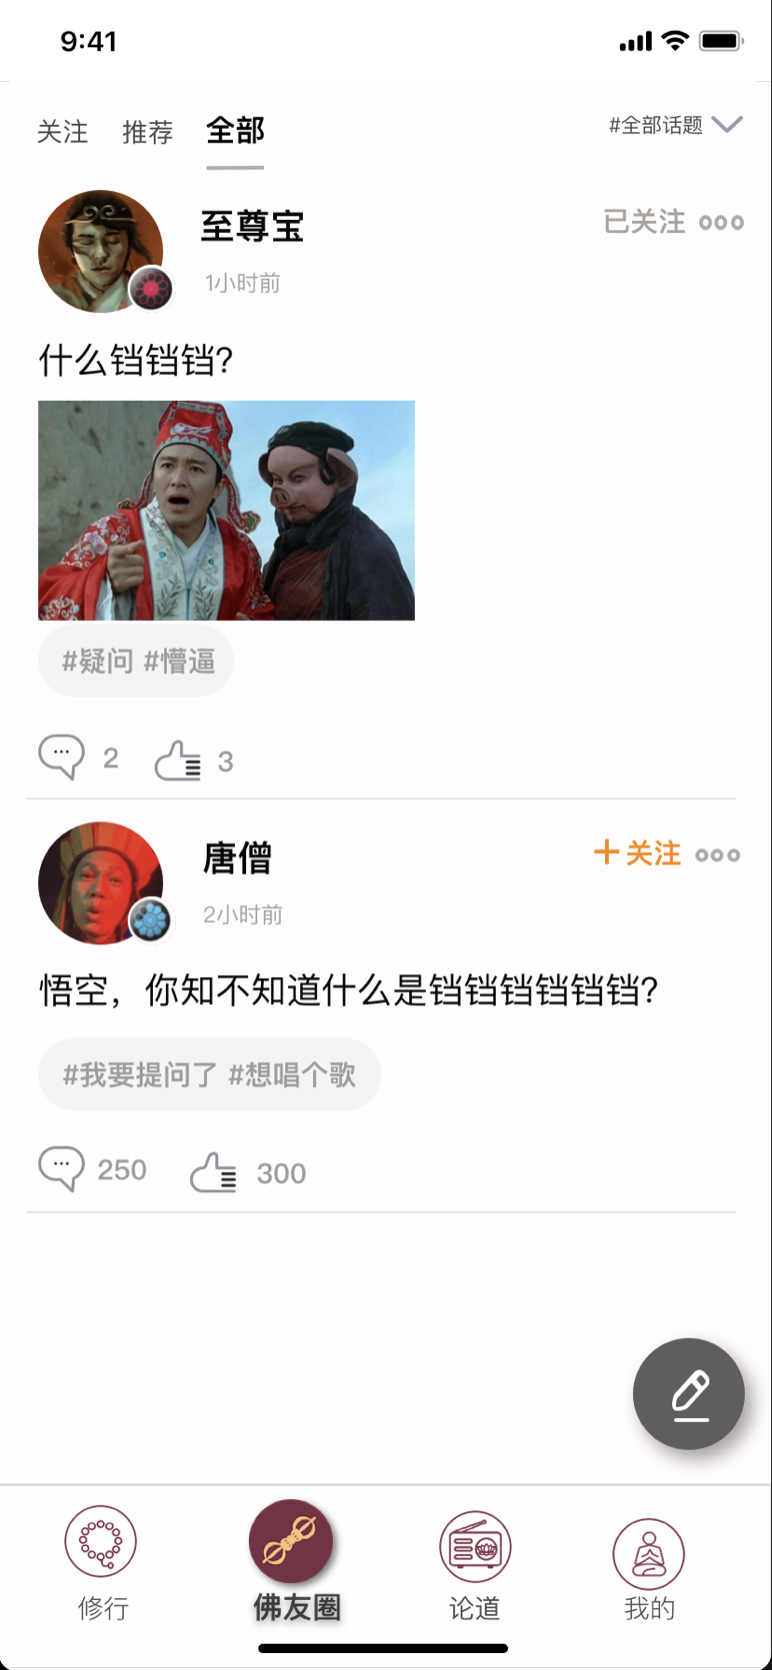 9:41
关注 推荐 全部 #全部话题
至尊宝 已关注
1小时前
什么铛铛铛?
#疑问 #懵逼
2 3
唐僧 +关注
2小时前
悟空，你知不知道什么是铛铛铛铛铛铛?
#我要提问了 #想唱个歌
250 300
修行 佛友圈 论道 我的